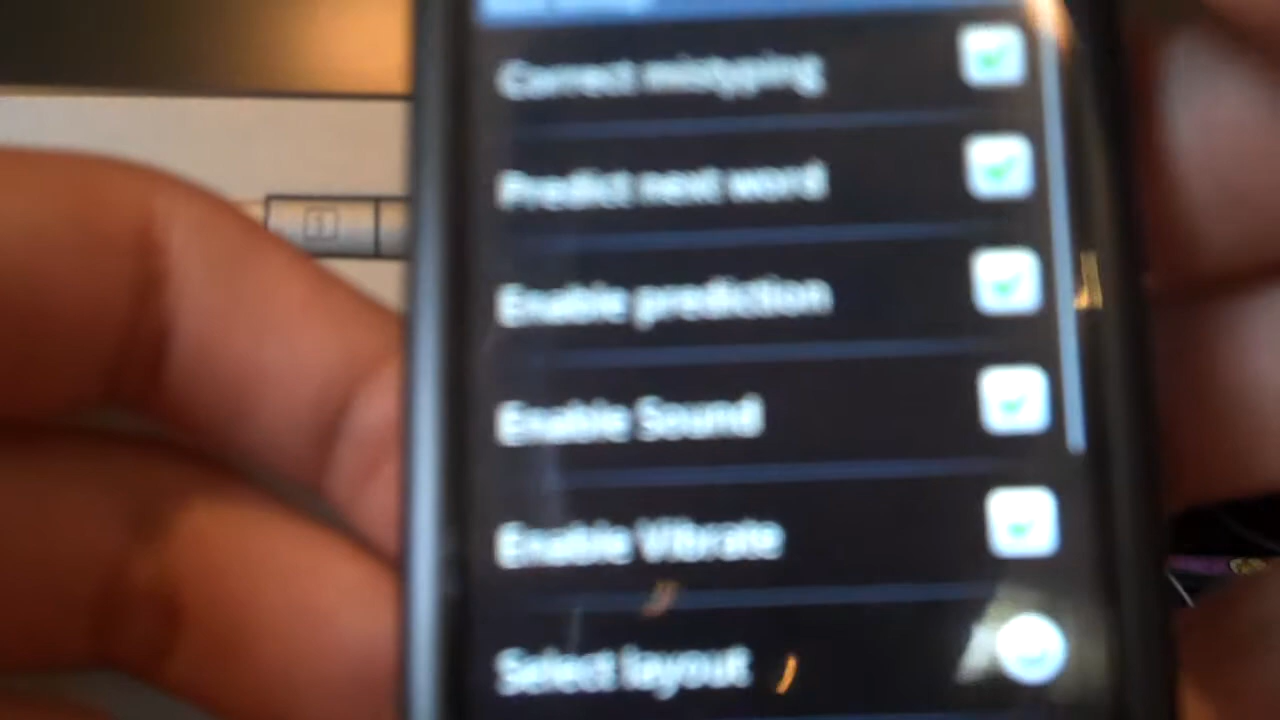 Correct mistyping
Predict next word
Enable prediction
Enable Sound
Enable Vibrate
Select layout